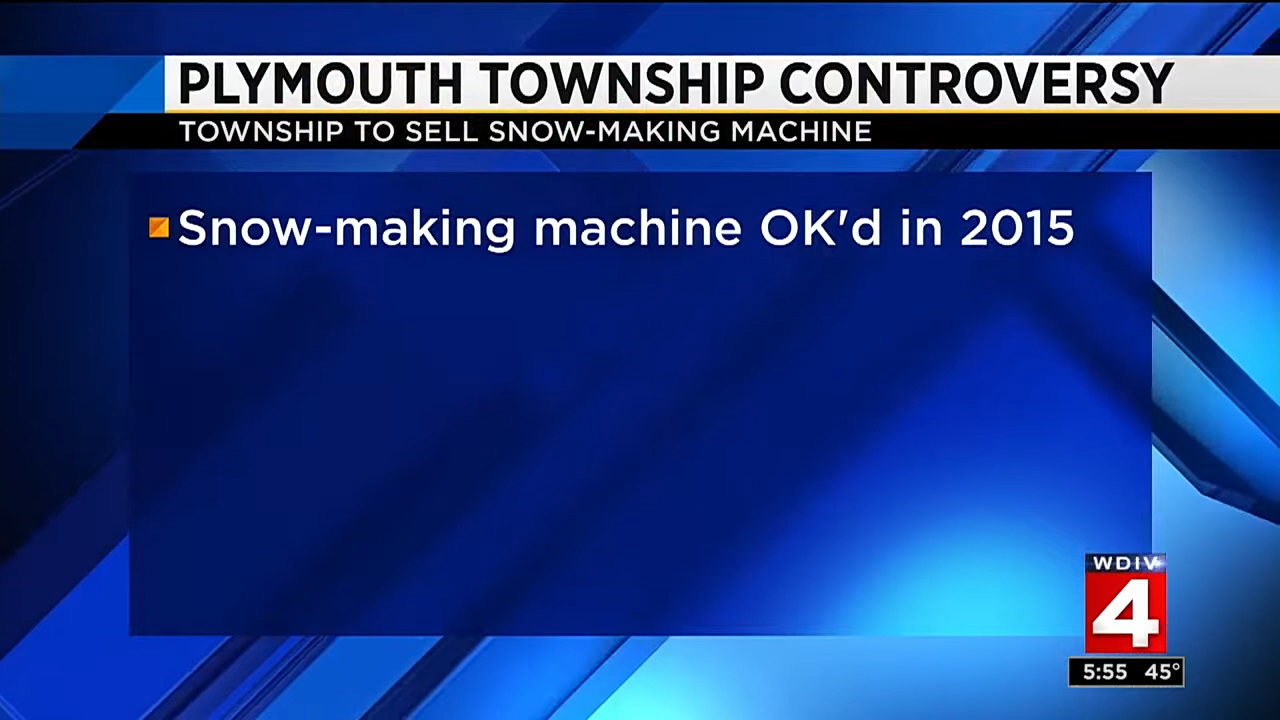 PLYMOUTH TOWNSHIP CONTROVERSY
TOWNSHIP TO SELL SNOW-MAKING MACHINE
Snow-making machine OK'd in 2015
WDIV
4
5:55 45°